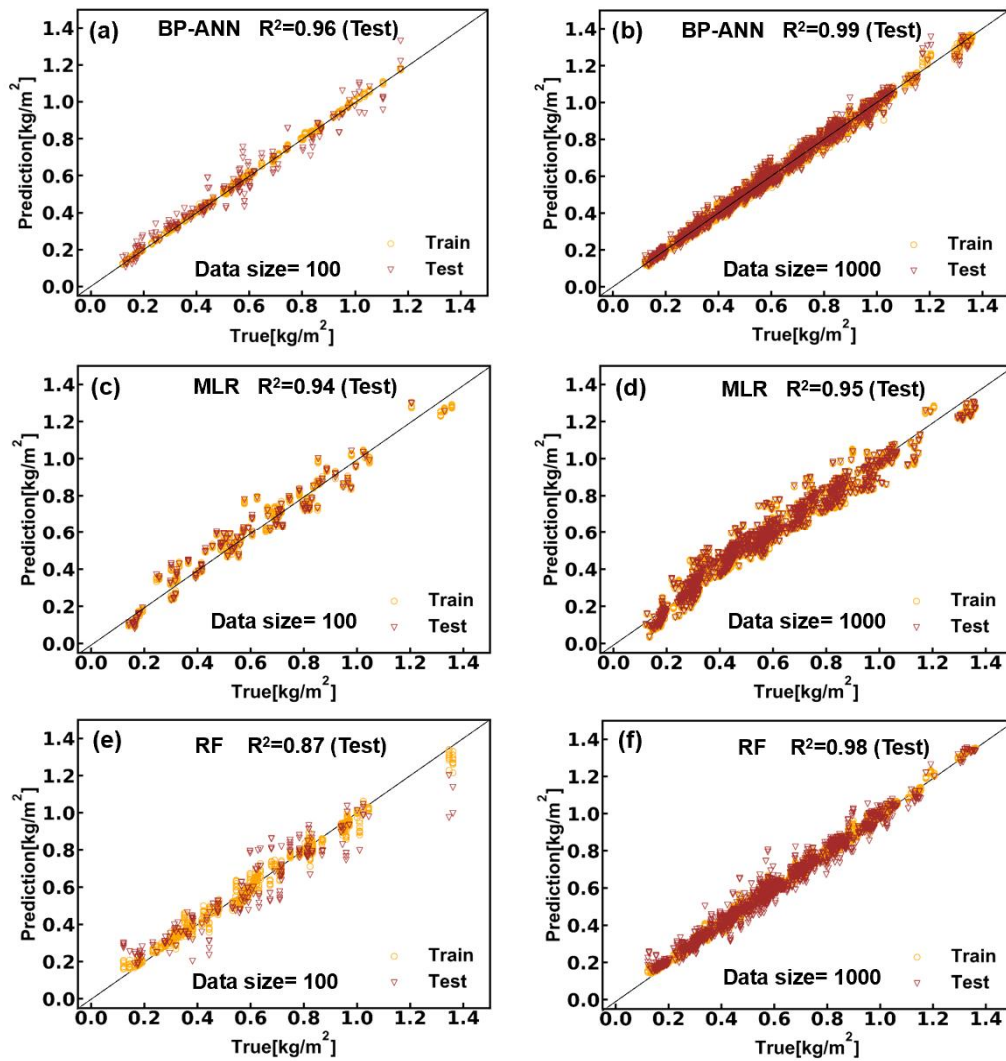 (a) BP-ANN R²=0.96 (Test)
1.4
1.2
1.0
0.8
0.6
0.4
0.2
0.0
Prediction[kg/m²]
Train
Test
Data size= 100
0.0 0.2 0.4 0.6 0.8 1.0 1.2 1.4
True[kg/m²]
(b) BP-ANN R²=0.99 (Test)
1.4
1.2
1.0
0.8
0.6
0.4
0.2
0.0
Prediction[kg/m²]
Train
Test
Data size= 1000
0.0 0.2 0.4 0.6 0.8 1.0 1.2 1.4
True[kg/m²]
(c) MLR R²=0.94 (Test)
1.4
1.2
1.0
0.8
0.6
0.4
0.2
0.0
Prediction[kg/m²]
Train
Test
Data size= 100
0.0 0.2 0.4 0.6 0.8 1.0 1.2 1.4
True[kg/m²]
(d) MLR R²=0.95 (Test)
1.4
1.2
1.0
0.8
0.6
0.4
0.2
0.0
Prediction[kg/m²]
Train
Test
Data size= 1000
0.0 0.2 0.4 0.6 0.8 1.0 1.2 1.4
True[kg/m²]
(e) RF R²=0.87 (Test)
1.4
1.2
1.0
0.8
0.6
0.4
0.2
0.0
Prediction[kg/m²]
Train
Test
Data size= 100
0.0 0.2 0.4 0.6 0.8 1.0 1.2 1.4
True[kg/m²]
(f) RF R²=0.98 (Test)
1.4
1.2
1.0
0.8
0.6
0.4
0.2
0.0
Prediction[kg/m²]
Train
Test
Data size= 1000
0.0 0.2 0.4 0.6 0.8 1.0 1.2 1.4
True[kg/m²]